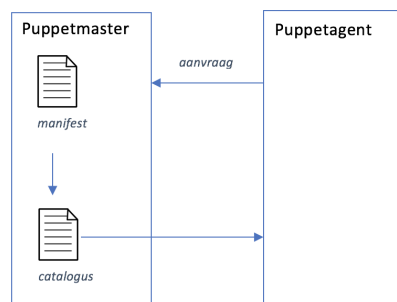 Puppetmaster
Puppetagent
aanvraag
manifest
catalogus